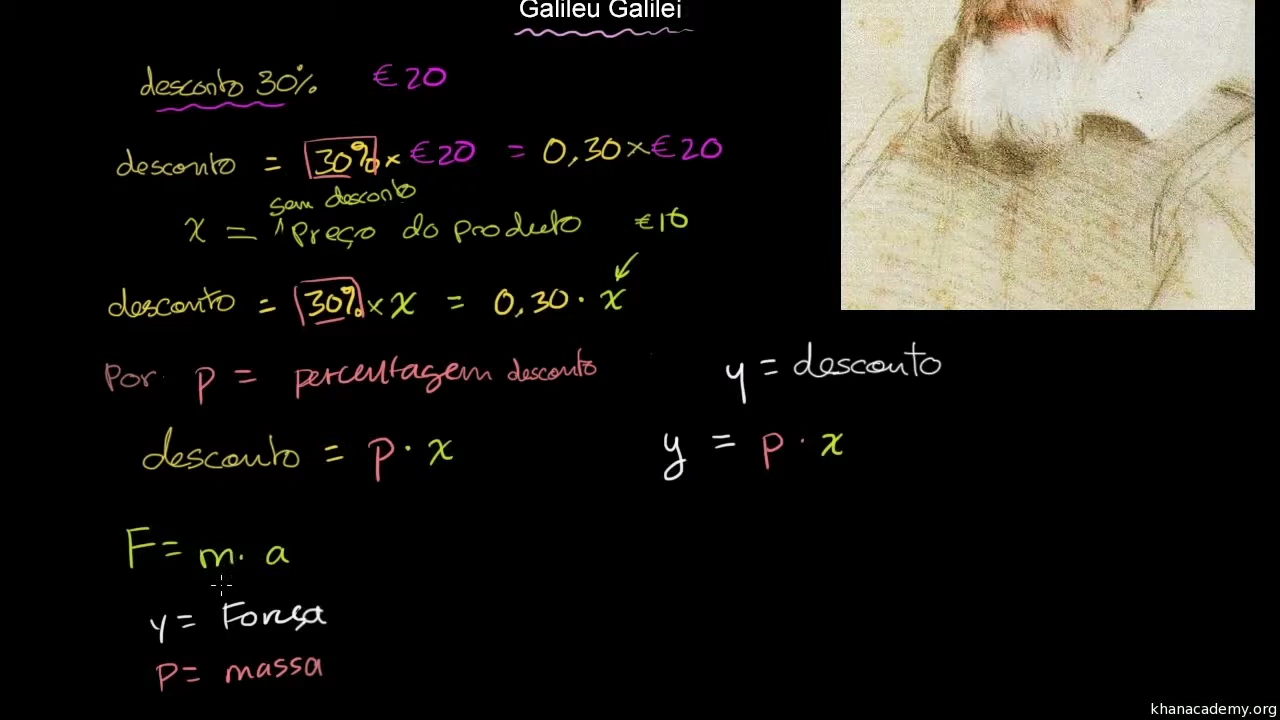 Galileu Galilei
desconto 30% €20
desconto = 30% × €20 = 0,30 × €20
sem desconto
x = ^ Preço do produto €10
desconto = 30% × x = 0,30 · x
Por p = percentagem desconto
y = desconto
desconto = p · x
y = p · x
F = m · a
y = Força
P = massa
khanacademy.org